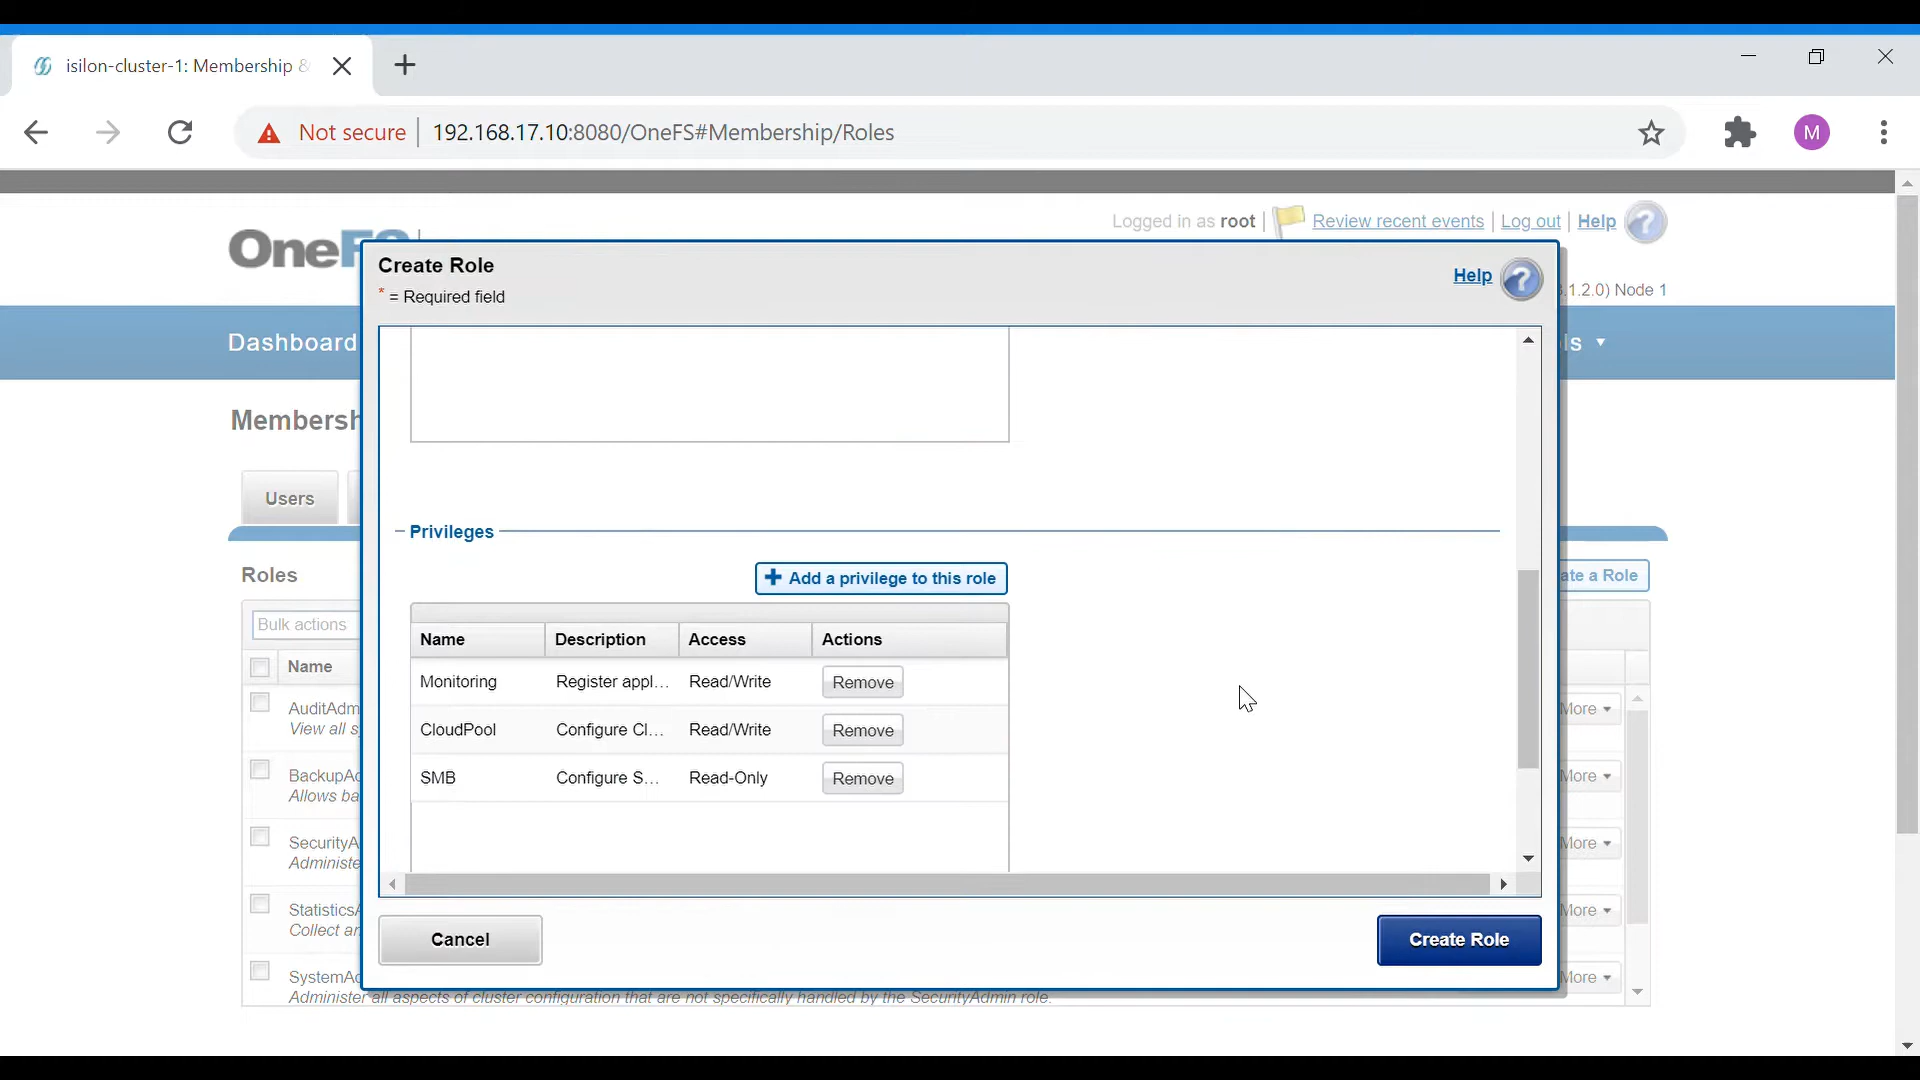 isilon-cluster-1: Membership &
Not secure 192.168.17.10:8080/OneFS#Membership/Roles
M
Logged in as root Review recent events Log out Help
OneFS
Create Role
* = Required field
Help
.1.2.0) Node 1
Dashboard
ls
Membersh
Users
Privileges
Roles
Add a privilege to this role
ate a Role
Bulk actions
Name Description Access Actions
Name
Monitoring Register appl... Read/Write Remove
CloudPool Configure Cl... Read/Write Remove
SMB Configure S... Read-Only Remove
AuditAdm
View all s
More
BackupAd
Allows ba
More
SecurityA
Administe
More
StatisticsA
Collect an
More
SystemAd
Administer all aspects of cluster configuration that are not specifically handled by the SecurityAdmin role.
More
Cancel
Create Role